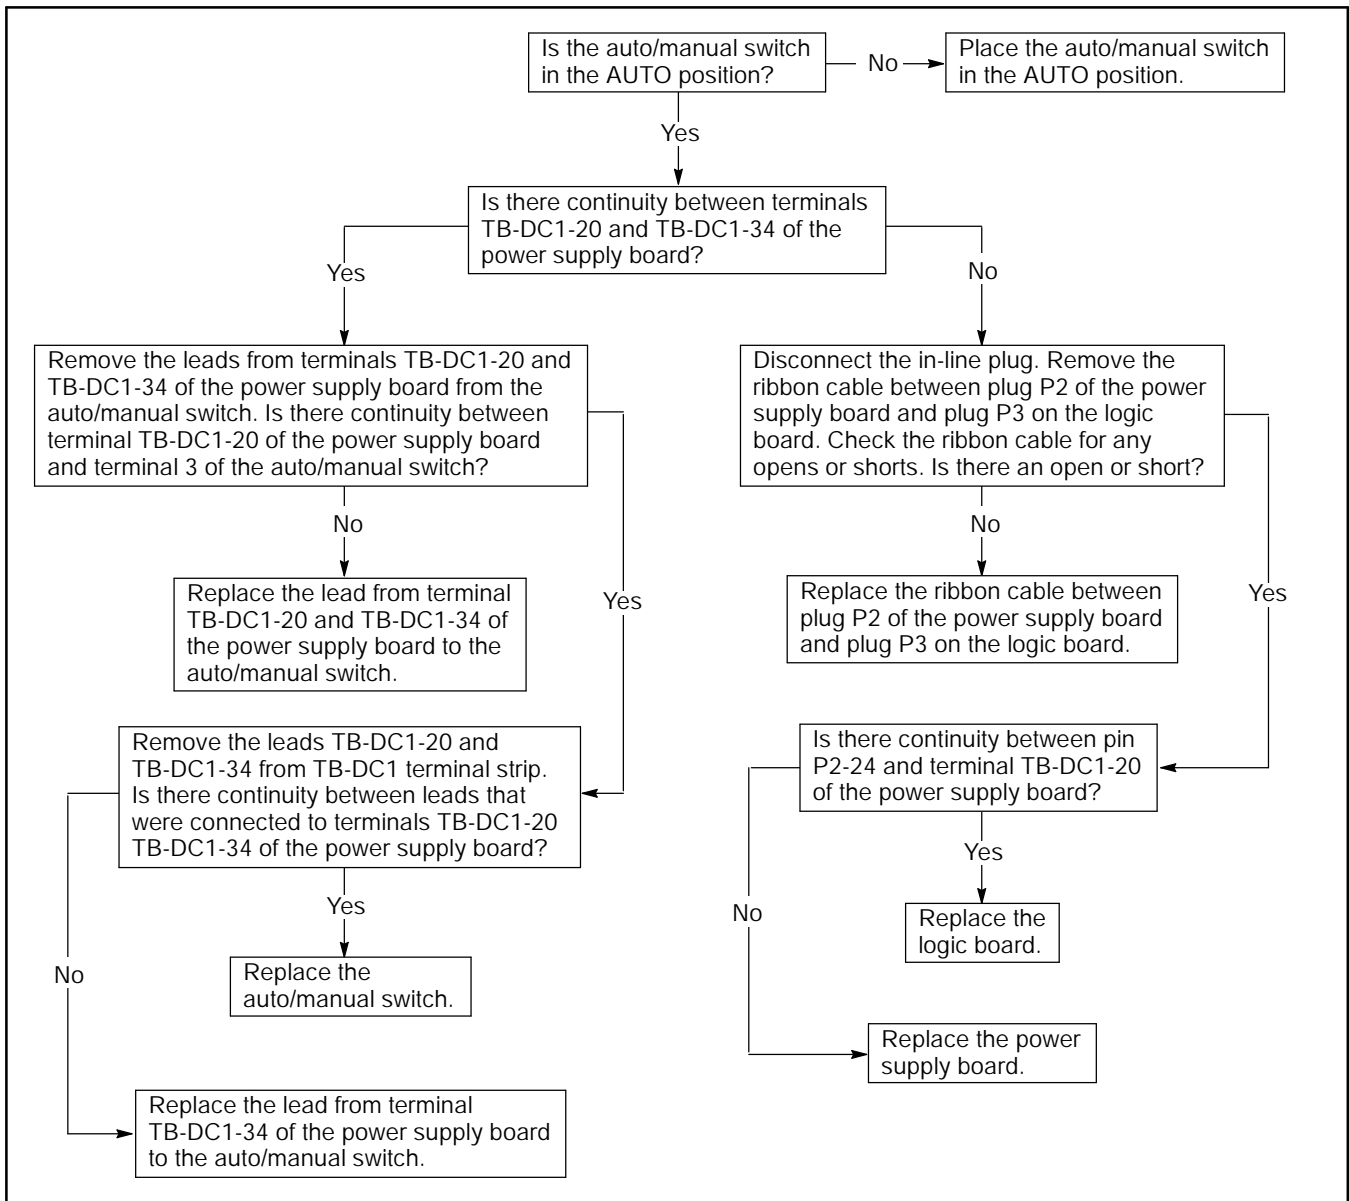 Is the auto/manual switch
in the AUTO position?
No
Place the auto/manual switch
in the AUTO position.
Yes
Is there continuity between terminals
TB-DC1-20 and TB-DC1-34 of the
power supply board?
Yes
No
Remove the leads from terminals TB-DC1-20 and
TB-DC1-34 of the power supply board from the
auto/manual switch. Is there continuity between
terminal TB-DC1-20 of the power supply board
and terminal 3 of the auto/manual switch?
Disconnect the in-line plug. Remove the
ribbon cable between plug P2 of the power
supply board and plug P3 on the logic
board. Check the ribbon cable for any
opens or shorts. Is there an open or short?
No
No
Replace the lead from terminal
TB-DC1-20 and TB-DC1-34 of
the power supply board to the
auto/manual switch.
Yes
Replace the ribbon cable between
plug P2 of the power supply board
and plug P3 on the logic board.
Yes
Remove the leads TB-DC1-20 and
TB-DC1-34 from TB-DC1 terminal strip.
Is there continuity between leads that
were connected to terminals TB-DC1-20
TB-DC1-34 of the power supply board?
Is there continuity between pin
P2-24 and terminal TB-DC1-20
of the power supply board?
Yes
Yes
No
No
Replace the
auto/manual switch.
Replace the
logic board.
Replace the power
supply board.
Replace the lead from terminal
TB-DC1-34 of the power supply board
to the auto/manual switch.